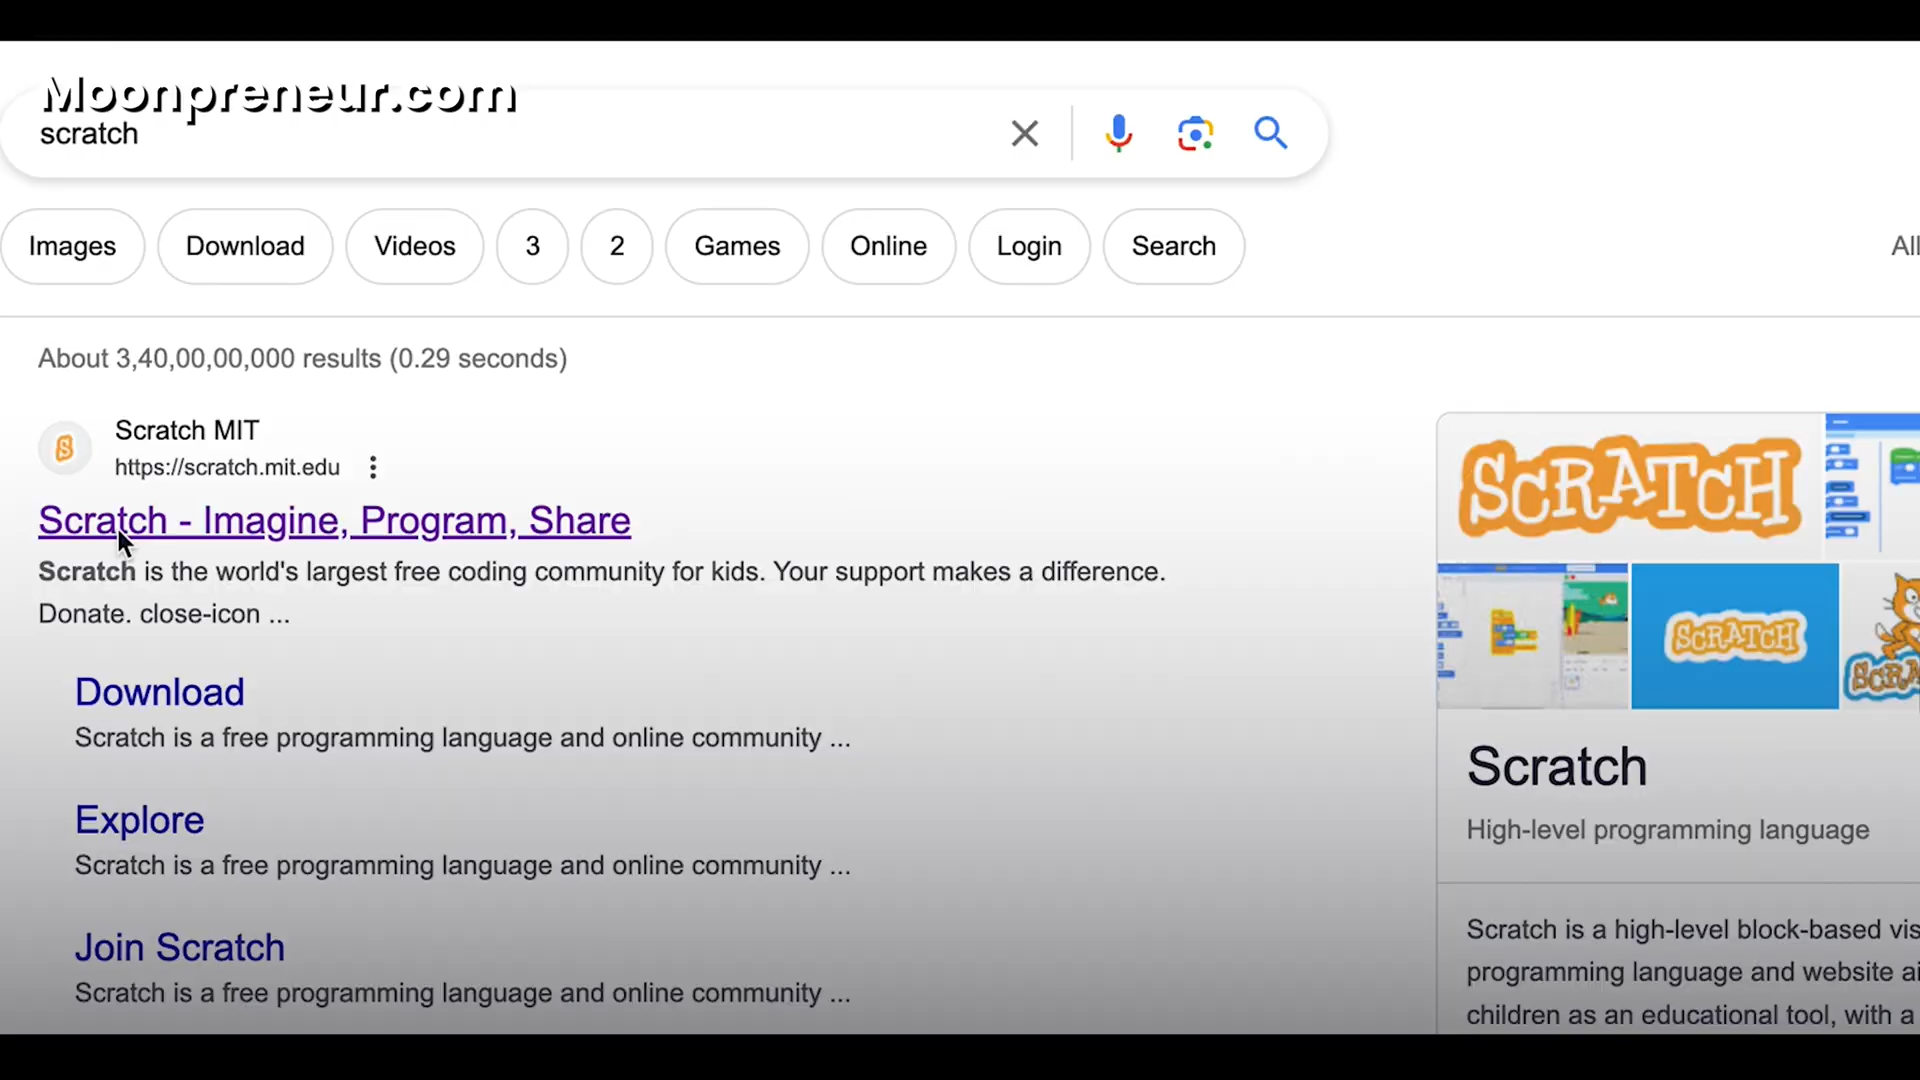 Moonpreneur.com
scratch
Images Download Videos 3 2 Games Online Login Search All
About 3,40,00,00,000 results (0.29 seconds)
Scratch MIT
https://scratch.mit.edu
Scratch - Imagine, Program, Share
Scratch is the world's largest free coding community for kids. Your support makes a difference.
Donate. close-icon ...
Download
Scratch is a free programming language and online community ...
Explore
Scratch is a free programming language and online community ...
Join Scratch
Scratch is a free programming language and online community ...
SCRATCH
SCRATCH
SCRA
Scratch
High-level programming language
Scratch is a high-level block-based vis
programming language and website ai
children as an educational tool, with a